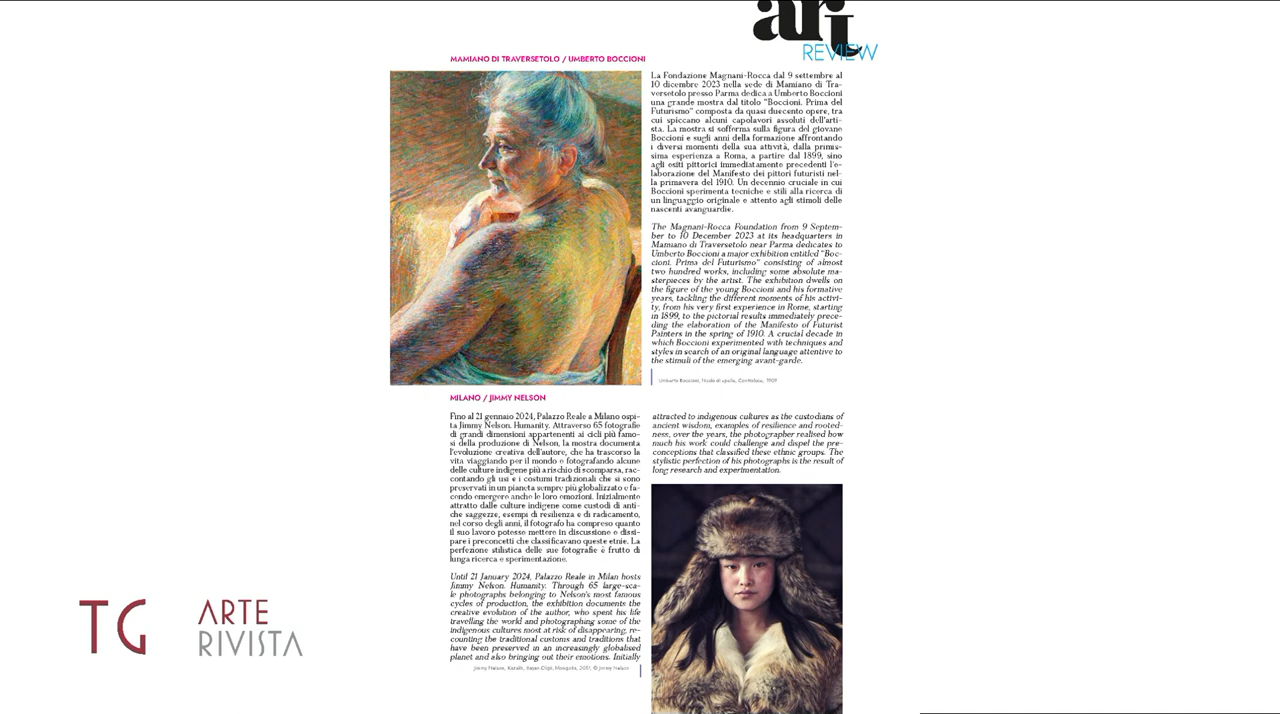 art
REVIEW
MAMIANO DI TRAVERSETOLO / UMBERTO BOCCIONI
La Fondazione Magnani-Rocca dal 9 settembre al
10 dicembre 2023 nella sede di Mamiano di Tra-
versetolo presso Parma dedica a Umberto Boccioni
una grande mostra dal titolo "Boccioni. Prima del
Futurismo" composta da quasi duecento opere, tra
cui spiccano alcuni capolavori assoluti dell'arti-
sta. La mostra si sofferma sulla figura del giovane
Boccioni e sugli anni della formazione affrontando
i diversi momenti della sua attività, dalla primis-
sima esperienza a Roma, a partire dal 1899, sino
agli esiti pittorici immediatamente precedenti l'e-
laborazione del Manifesto dei pittori futuristi nel-
la primavera del 1910. Un decennio cruciale in cui
Boccioni sperimenta tecniche e stili alla ricerca di
un linguaggio originale e attento agli stimoli delle
nascenti avanguardie.
The Magnani-Rocca Foundation from 9 Septem-
ber to 10 December 2023 at its headquarters in
Mamiano di Traversetolo near Parma dedicates to
Umberto Boccioni a major exhibition entitled "Boc-
cioni. Prima del Futurismo" consisting of almost
two hundred works, including some absolute ma-
sterpieces by the artist. The exhibition dwells on
the figure of the young Boccioni and his formative
years, tackling the different moments of his activi-
ty, from his very first experience in Rome, starting
in 1899, to the pictorial results immediately prece-
ding the elaboration of the Manifesto of Futurist
Painters in the spring of 1910. A crucial decade in
which Boccioni experimented with techniques and
styles in search of an original language attentive to
the stimuli of the emerging avant-garde.
Umberto Boccioni, Nudo di spalle, Controluce, 1909
MILANO / JIMMY NELSON
Fino al 21 gennaio 2024, Palazzo Reale a Milano ospi-
ta Jimmy Nelson. Humanity. Attraverso 65 fotografie
di grandi dimensioni appartenenti ai cicli più famo-
si della produzione di Nelson, la mostra documenta
l'evoluzione creativa dell'autore, che ha trascorso la
vita viaggiando per il mondo e fotografando alcune
delle culture indigene più a rischio di scomparsa, rac-
contando gli usi e i costumi tradizionali che si sono
preservati in un pianeta sempre più globalizzato e fa-
cendo emergere anche le loro emozioni. Inizialmente
attratto dalle culture indigene come custodi di anti-
che saggezze, esempi di resilienza e di radicamento,
nel corso degli anni, il fotografo ha compreso quanto
il suo lavoro potesse mettere in discussione e dissi-
pare i preconcetti che classificavano queste etnie. La
perfezione stilistica delle sue fotografie è frutto di
lunga ricerca e sperimentazione.
Until 21 January 2024, Palazzo Reale in Milan hosts
Jimmy Nelson. Humanity. Through 65 large-sca-
le photographs belonging to Nelson's most famous
cycles of production, the exhibition documents the
creative evolution of the author, who spent his life
travelling the world and photographing some of the
indigenous cultures most at risk of disappearing, re-
counting the traditional customs and traditions that
have been preserved in an increasingly globalised
planet and also bringing out their emotions. Initially
attracted to indigenous cultures as the custodians of
ancient wisdom, examples of resilience and rooted-
ness, over the years, the photographer realised how
much his work could challenge and dispel the pre-
conceptions that classified these ethnic groups. The
stylistic perfection of his photographs is the result of
long research and experimentation.
Jimmy Nelson, Kazakh, Bayan-Olgii, Mongolia, 2017, © Jimmy Nelson
TG ARTE
RIVISTA